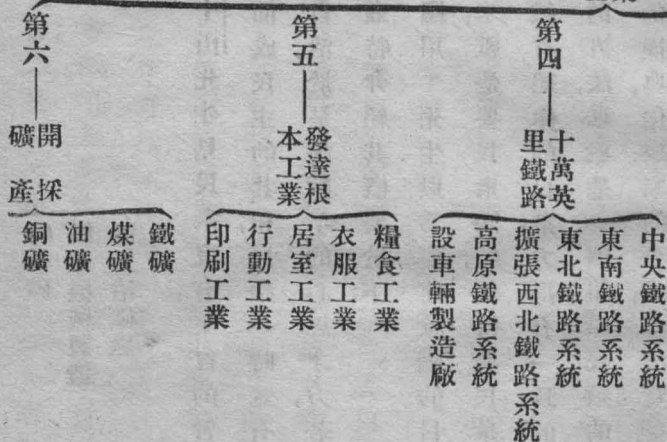 第四
十萬英
里鐵路
中央鐵路系統
東南鐵路系統
東北鐵路系統
擴張西北鐵路系統
高原鐵路系統
設車輛製造廠
第五
發達根
本工業
糧食工業
衣服工業
居室工業
行動工業
印刷工業
第六
開採
礦產
鐵礦
煤礦
油礦
銅礦